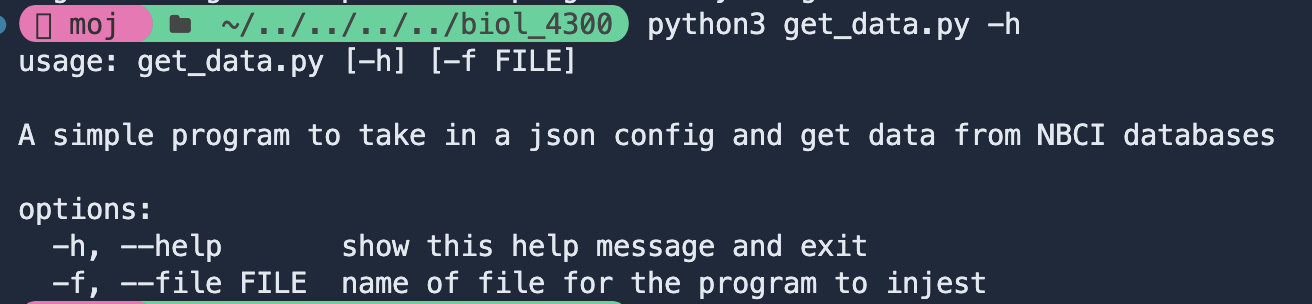 moj ~/../../../../biol_4300 python3 get_data.py -h
usage: get_data.py [-h] [-f FILE]
A simple program to take in a json config and get data from NBCI databases
options:
-h, --help show this help message and exit
-f, --file FILE name of file for the program to injest